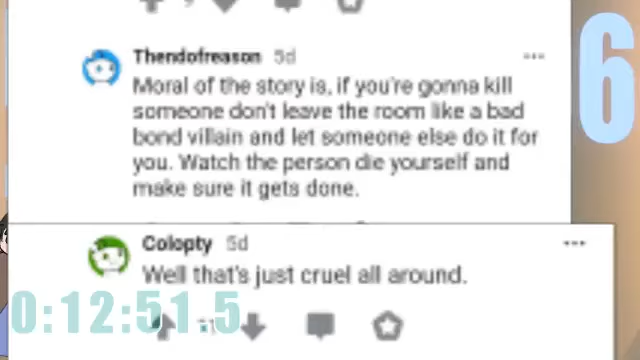 Thendofreason 5d
Moral of the story is, if you're gonna kill
someone don't leave the room like a bad
bond villain and let someone else do it for
you. Watch the person die yourself and
make sure it gets done.
Colopty 5d
Well that's just cruel all around.
0:12:51.5
6